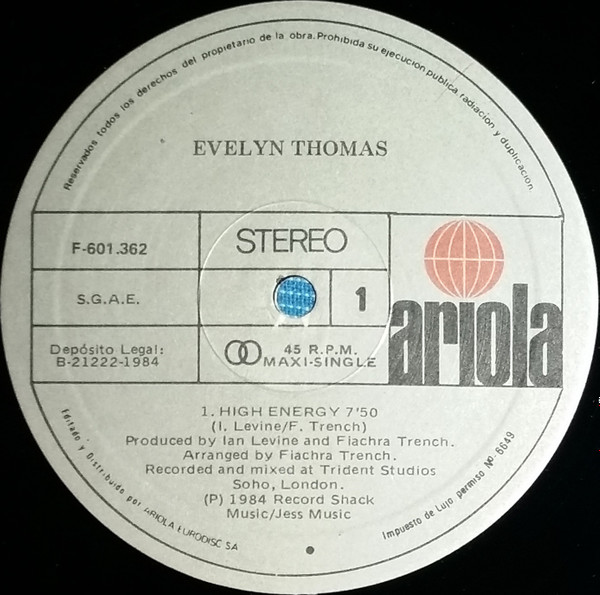 Reservados todos los derechos del propietario de la obra. Prohibida su ejecucion publica, radiación y duplicacion
EVELYN THOMAS
F-601.362
STEREO
S.G.A.E.
1
ariola
Depósito Legal:
B-21222-1984
45 R.P.M.
MAXI-SINGLE
1. HIGH ENERGY 7'50
(I. Levine/F. Trench)
Produced by Ian Levine and Fiachra Trench.
Arranged by Fiachra Trench.
Recorded and mixed at Trident Studios
Soho, London.
(P) 1984 Record Shack
Music/Jess Music
Editado y Distribuido por ARIOLA EURODISC SA
Impuesto de Lujo permiso Nº 6649